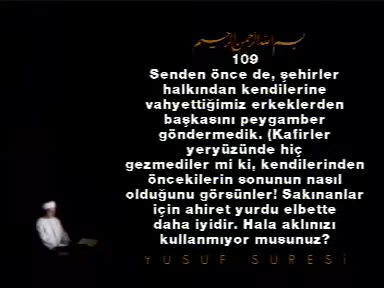 بسم الله الرحمن الرحيم
109
Senden önce de, şehirler
halkından kendilerine
vahyettiğimiz erkeklerden
başkasını peygamber
göndermedik. (Kafirler
yeryüzünde hiç
gezmediler mi ki, kendilerinden
öncekilerin sonunun nasıl
olduğunu görsünler! Sakınanlar
için ahiret yurdu elbette
daha iyidir. Hala aklınızı
kullanmıyor musunuz?
YUSUF SURESİ